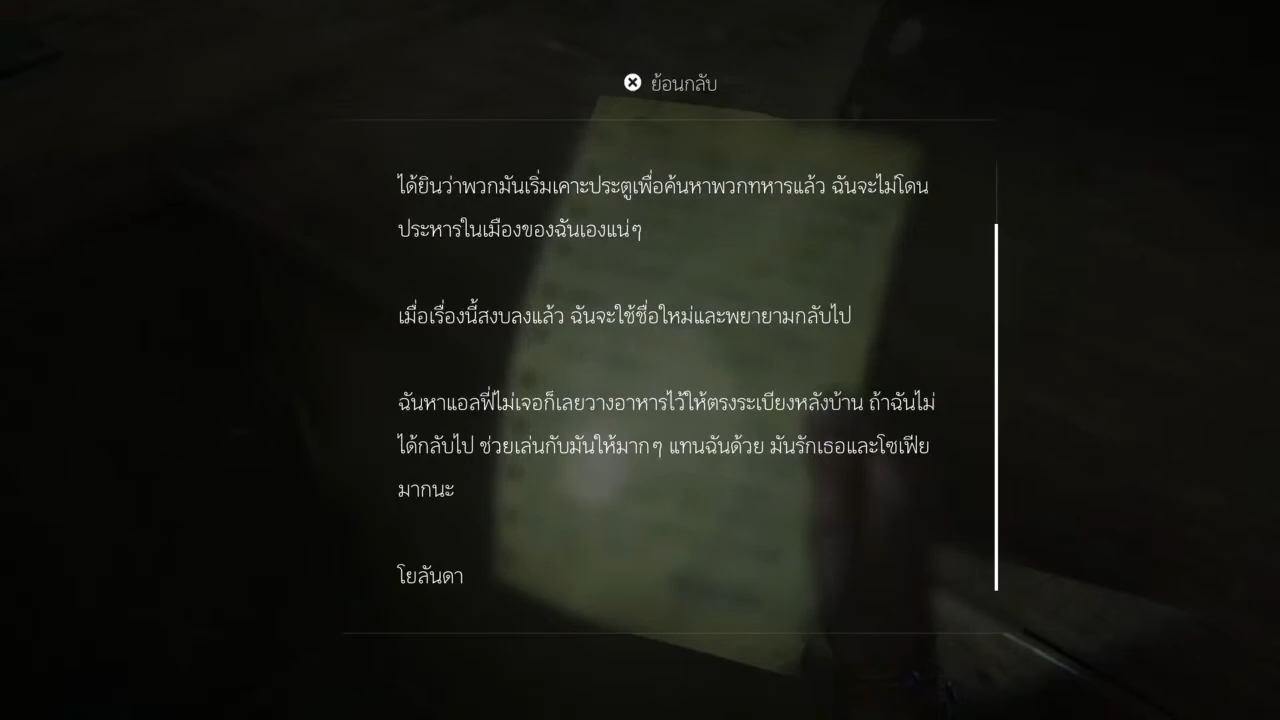 ย้อนกลับ
ได้ยินว่าพวกมันเริ่มเคาะประตูเพื่อค้นหาพวกทหารแล้ว ฉันจะไม่โดน
ประหารในเมืองของฉันเองแน่ๆ
เมื่อเรื่องนี้สงบลงแล้ว ฉันจะใช้ชื่อใหม่และพยายามกลับไป
ฉันหาแอลฟี่ไม่เจอก็เลยวางอาหารไว้ให้ตรงระเบียงหลังบ้าน ถ้าฉันไม่
ได้กลับไป ช่วยเล่นกับมันให้มากๆ แทนฉันด้วย มันรักเธอและโซเฟีย
มากนะ
โยลันดา